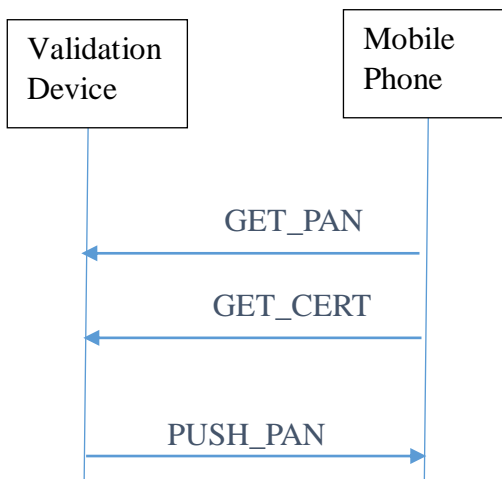 Validation
Device
Mobile
Phone
GET_PAN
GET_CERT
PUSH_PAN